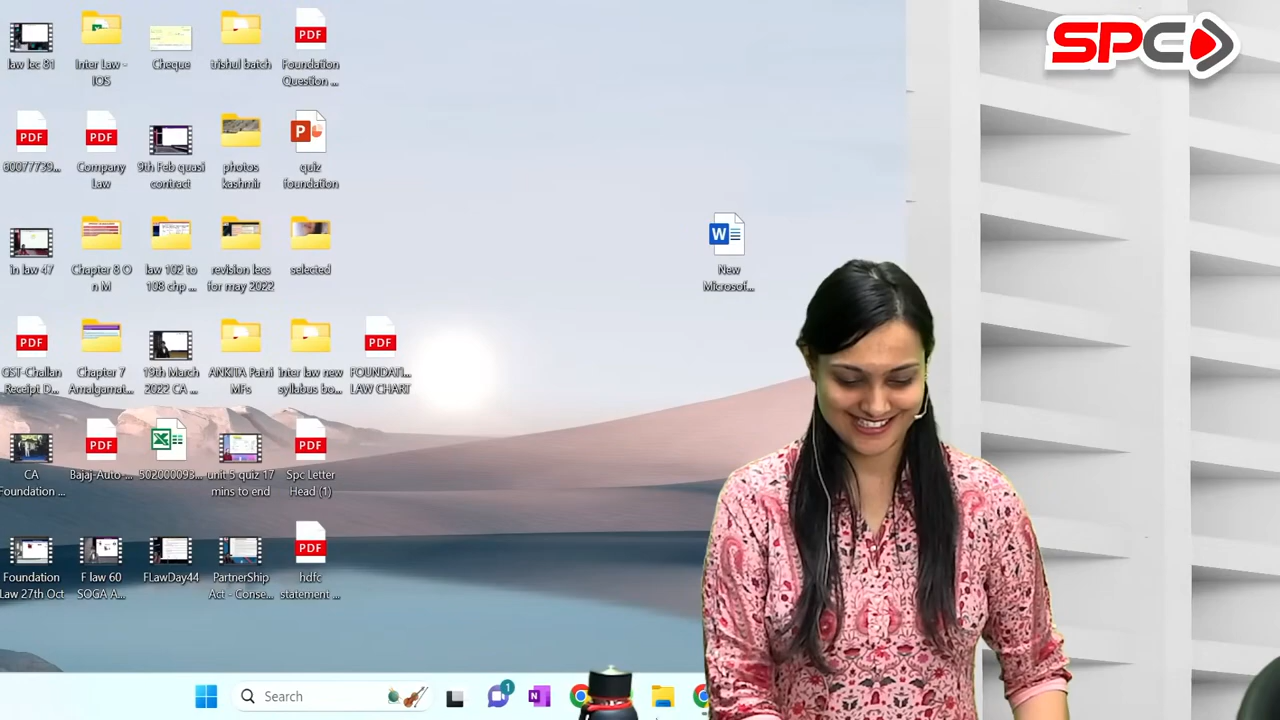 SPC
law lec 81
Inter Law -
IOS
Cheque
trishul batch
PDF
Foundation
Question ...
PDF
80077739...
PDF
Company
Law
9th Feb quasi
contract
photos
kashmir
P
quiz
foundation
in law 47
Chapter 8 O
n M
law 102 to
108 chp ...
revision lecs
for may 2022
selected
W
New
Microsof...
PDF
GST-Challan
Receipt D...
Chapter 7
Amalgamat...
19th March
2022 CA ...
ANKITA Patni
MFs
inter law new
syllabus bo...
PDF
FOUNDATI...
LAW CHART
CA
Foundation ...
PDF
Bajaj-Auto-...
X
502000093...
unit 5 quiz 17
mins to end
PDF
Spc Letter
Head (1)
Foundation
Law 27th Oct
F law 60
SOGA A...
FLawDay44
PartnerShip
Act - Conse...
PDF
hdfc
statement ...
Search
1
N